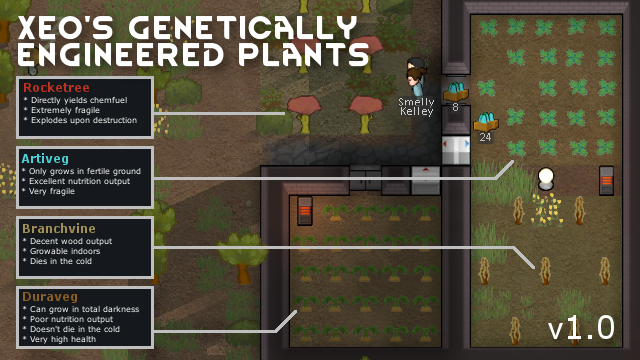 XEO'S GENETICALLY
ENGINEERED PLANTS
Rocketree
* Directly yields chemfuel
* Extremely fragile
* Explodes upon destruction
Smelly
Kelley
8
24
Artiveg
* Only grows in fertile ground
* Excellent nutrition output
* Very fragile
Branchvine
* Decent wood output
* Growable indoors
* Dies in the cold
Duraveg
* Can grow in total darkness
* Poor nutrition output
* Doesn't die in the cold
* Very high health
v1.0